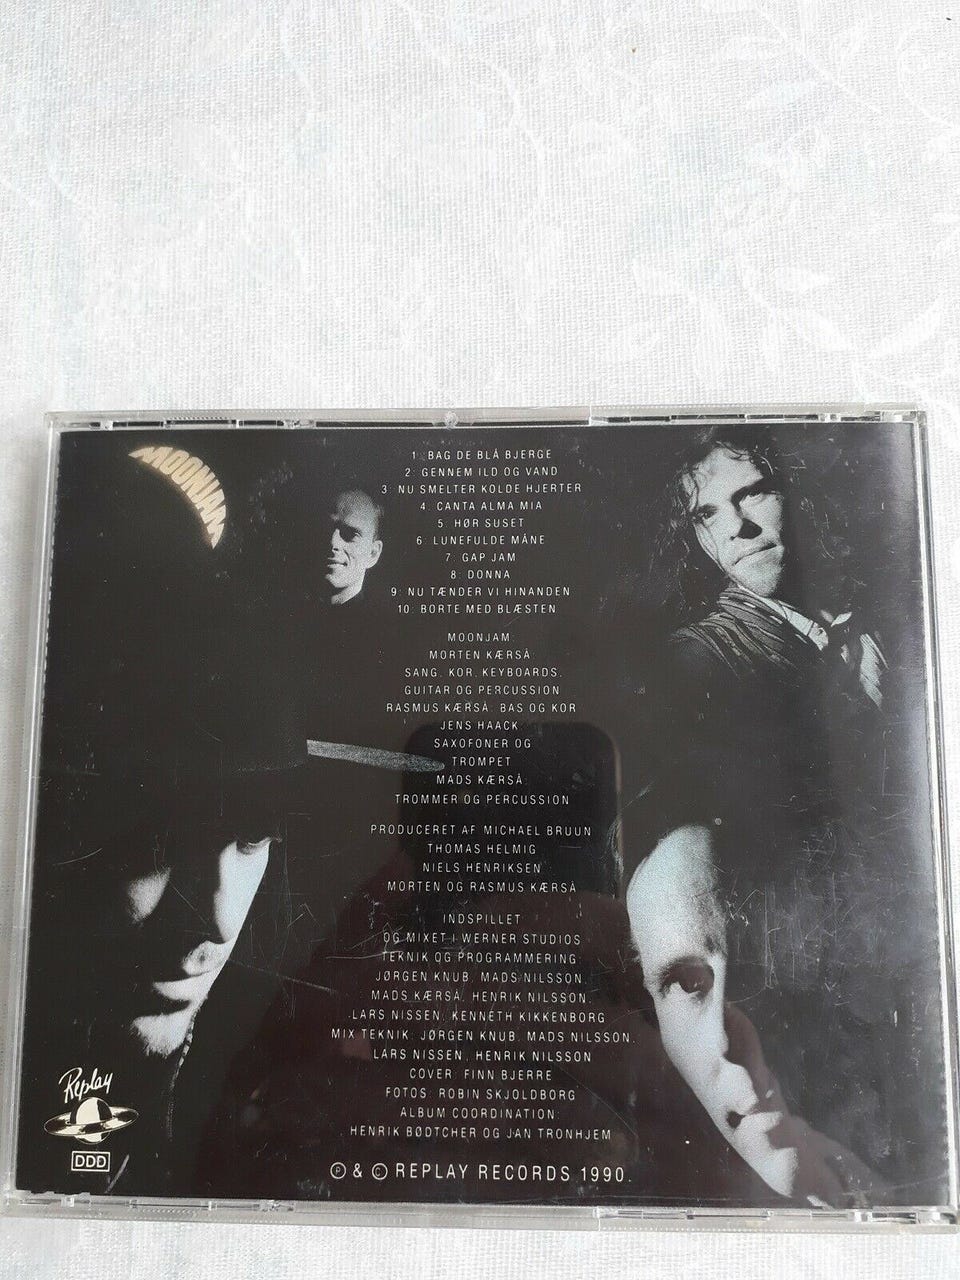 MOONJAM
1: BAG DE BLÅ BJERGE
2: GENNEM ILD OG VAND
3: NU SMELTER KOLDE HJERTER
4: CANTA ALMA MIA
5: HØR SUSET
6: LUNEFULDE MÅNE
7: GAP JAM
8: DONNA
9: NU TÆNDER VI HINANDEN
10: BORTE MED BLÆSTEN
MOONJAM:
MORTEN KÆRSÅ:
SANG, KOR, KEYBOARDS,
GUITAR OG PERCUSSION
RASMUS KÆRSÅ: BAS OG KOR
JENS HAACK:
SAXOFONER OG
TROMPET
MADS KÆRSÅ:
TROMMER OG PERCUSSION
PRODUCERET AF MICHAEL BRUUN
THOMAS HELMIG
NIELS HENRIKSEN
MORTEN OG RASMUS KÆRSÅ
INDSPILLET
OG MIXET I WERNER STUDIOS
TEKNIK OG PROGRAMMERING:
JØRGEN KNUB, MADS NILSSON,
MADS KÆRSÅ, HENRIK NILSSON,
LARS NISSEN, KENNETH KIKKENBORG
MIX TEKNIK: JØRGEN KNUB, MADS NILSSON,
LARS NISSEN, HENRIK NILSSON
COVER: FINN BJERRE
FOTOS: ROBIN SKJOLDBORG
ALBUM COORDINATION:
HENRIK BØDTCHER OG JAN TRONHJEM
℗ & © REPLAY RECORDS 1990.
Replay
DDD